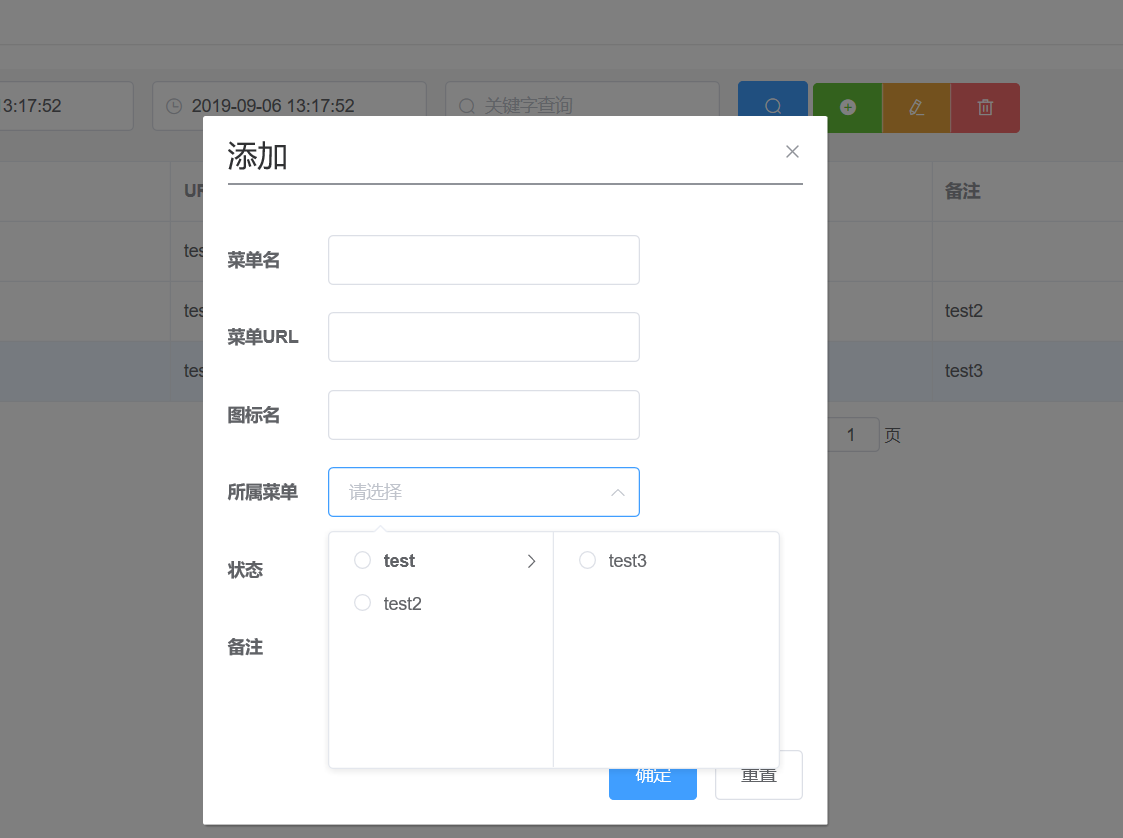 3:17:52
2019-09-06 13:17:52
关键字查询
添加
备注
菜单名
tes
菜单URL
tes
test2
tes
test3
图标名
1 页
所属菜单
请选择
test
test3
test2
状态
备注
确定
重置